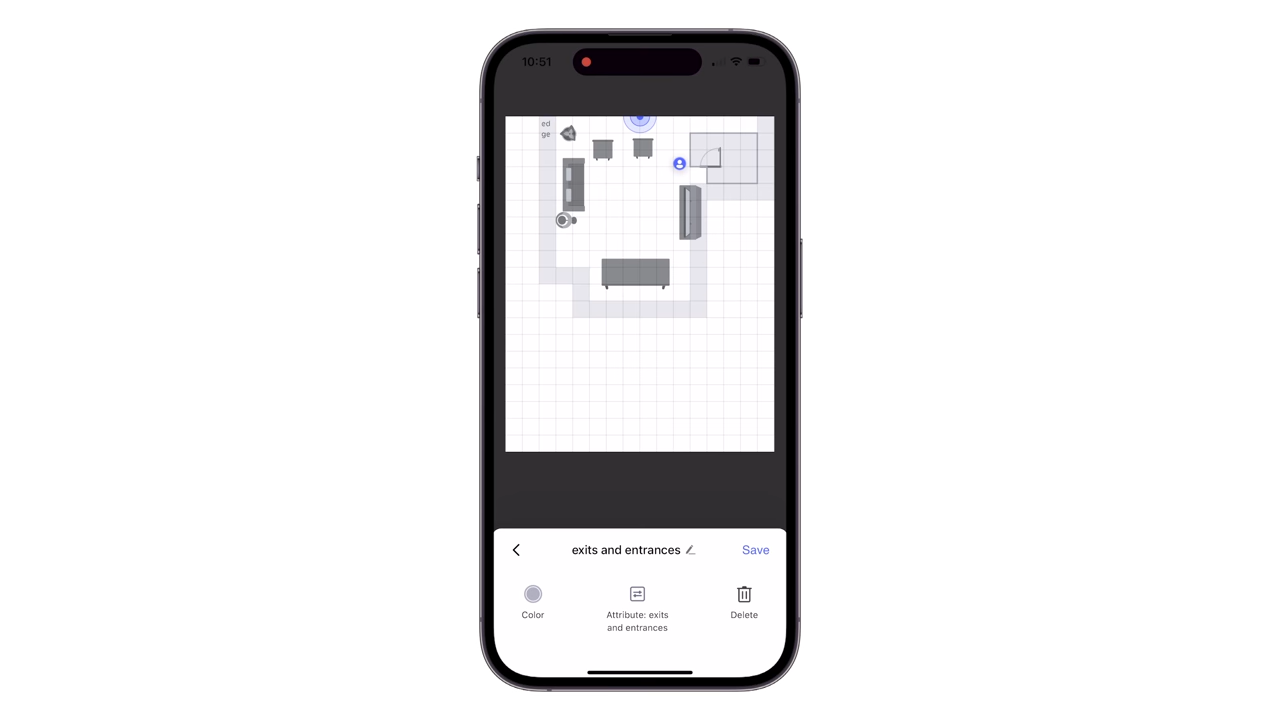 10:51
ed
ge
exits and entrances
Save
Color
Attribute: exits
and entrances
Delete